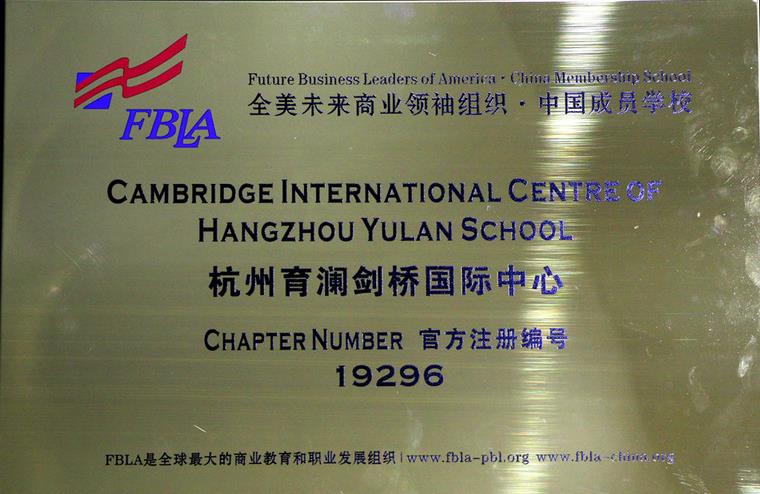 FBLA
Future Business Leaders of America · China Membership School
全美未来商业领袖组织 · 中国成员学校
CAMBRIDGE INTERNATIONAL CENTRE OF
HANGZHOU YULAN SCHOOL
杭州育澜剑桥国际中心
CHAPTER NUMBER 官方注册编号
19296
FBLA是全球最大的商业教育和职业发展组织 | www.fbla-pbl.org www.fbla-china.org